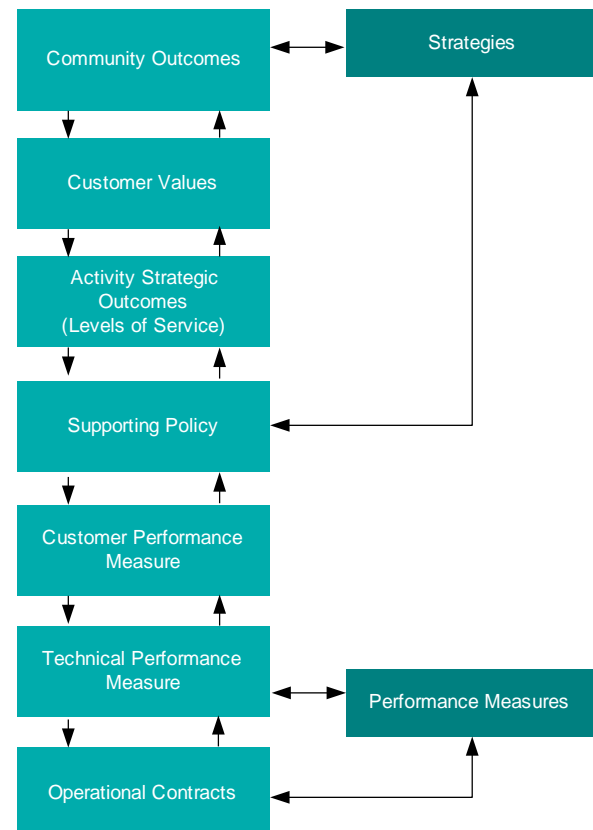 Community Outcomes
Strategies
Customer Values
Activity Strategic
Outcomes
(Levels of Service)
Supporting Policy
Customer Performance
Measure
Technical Performance
Measure
Performance Measures
Operational Contracts